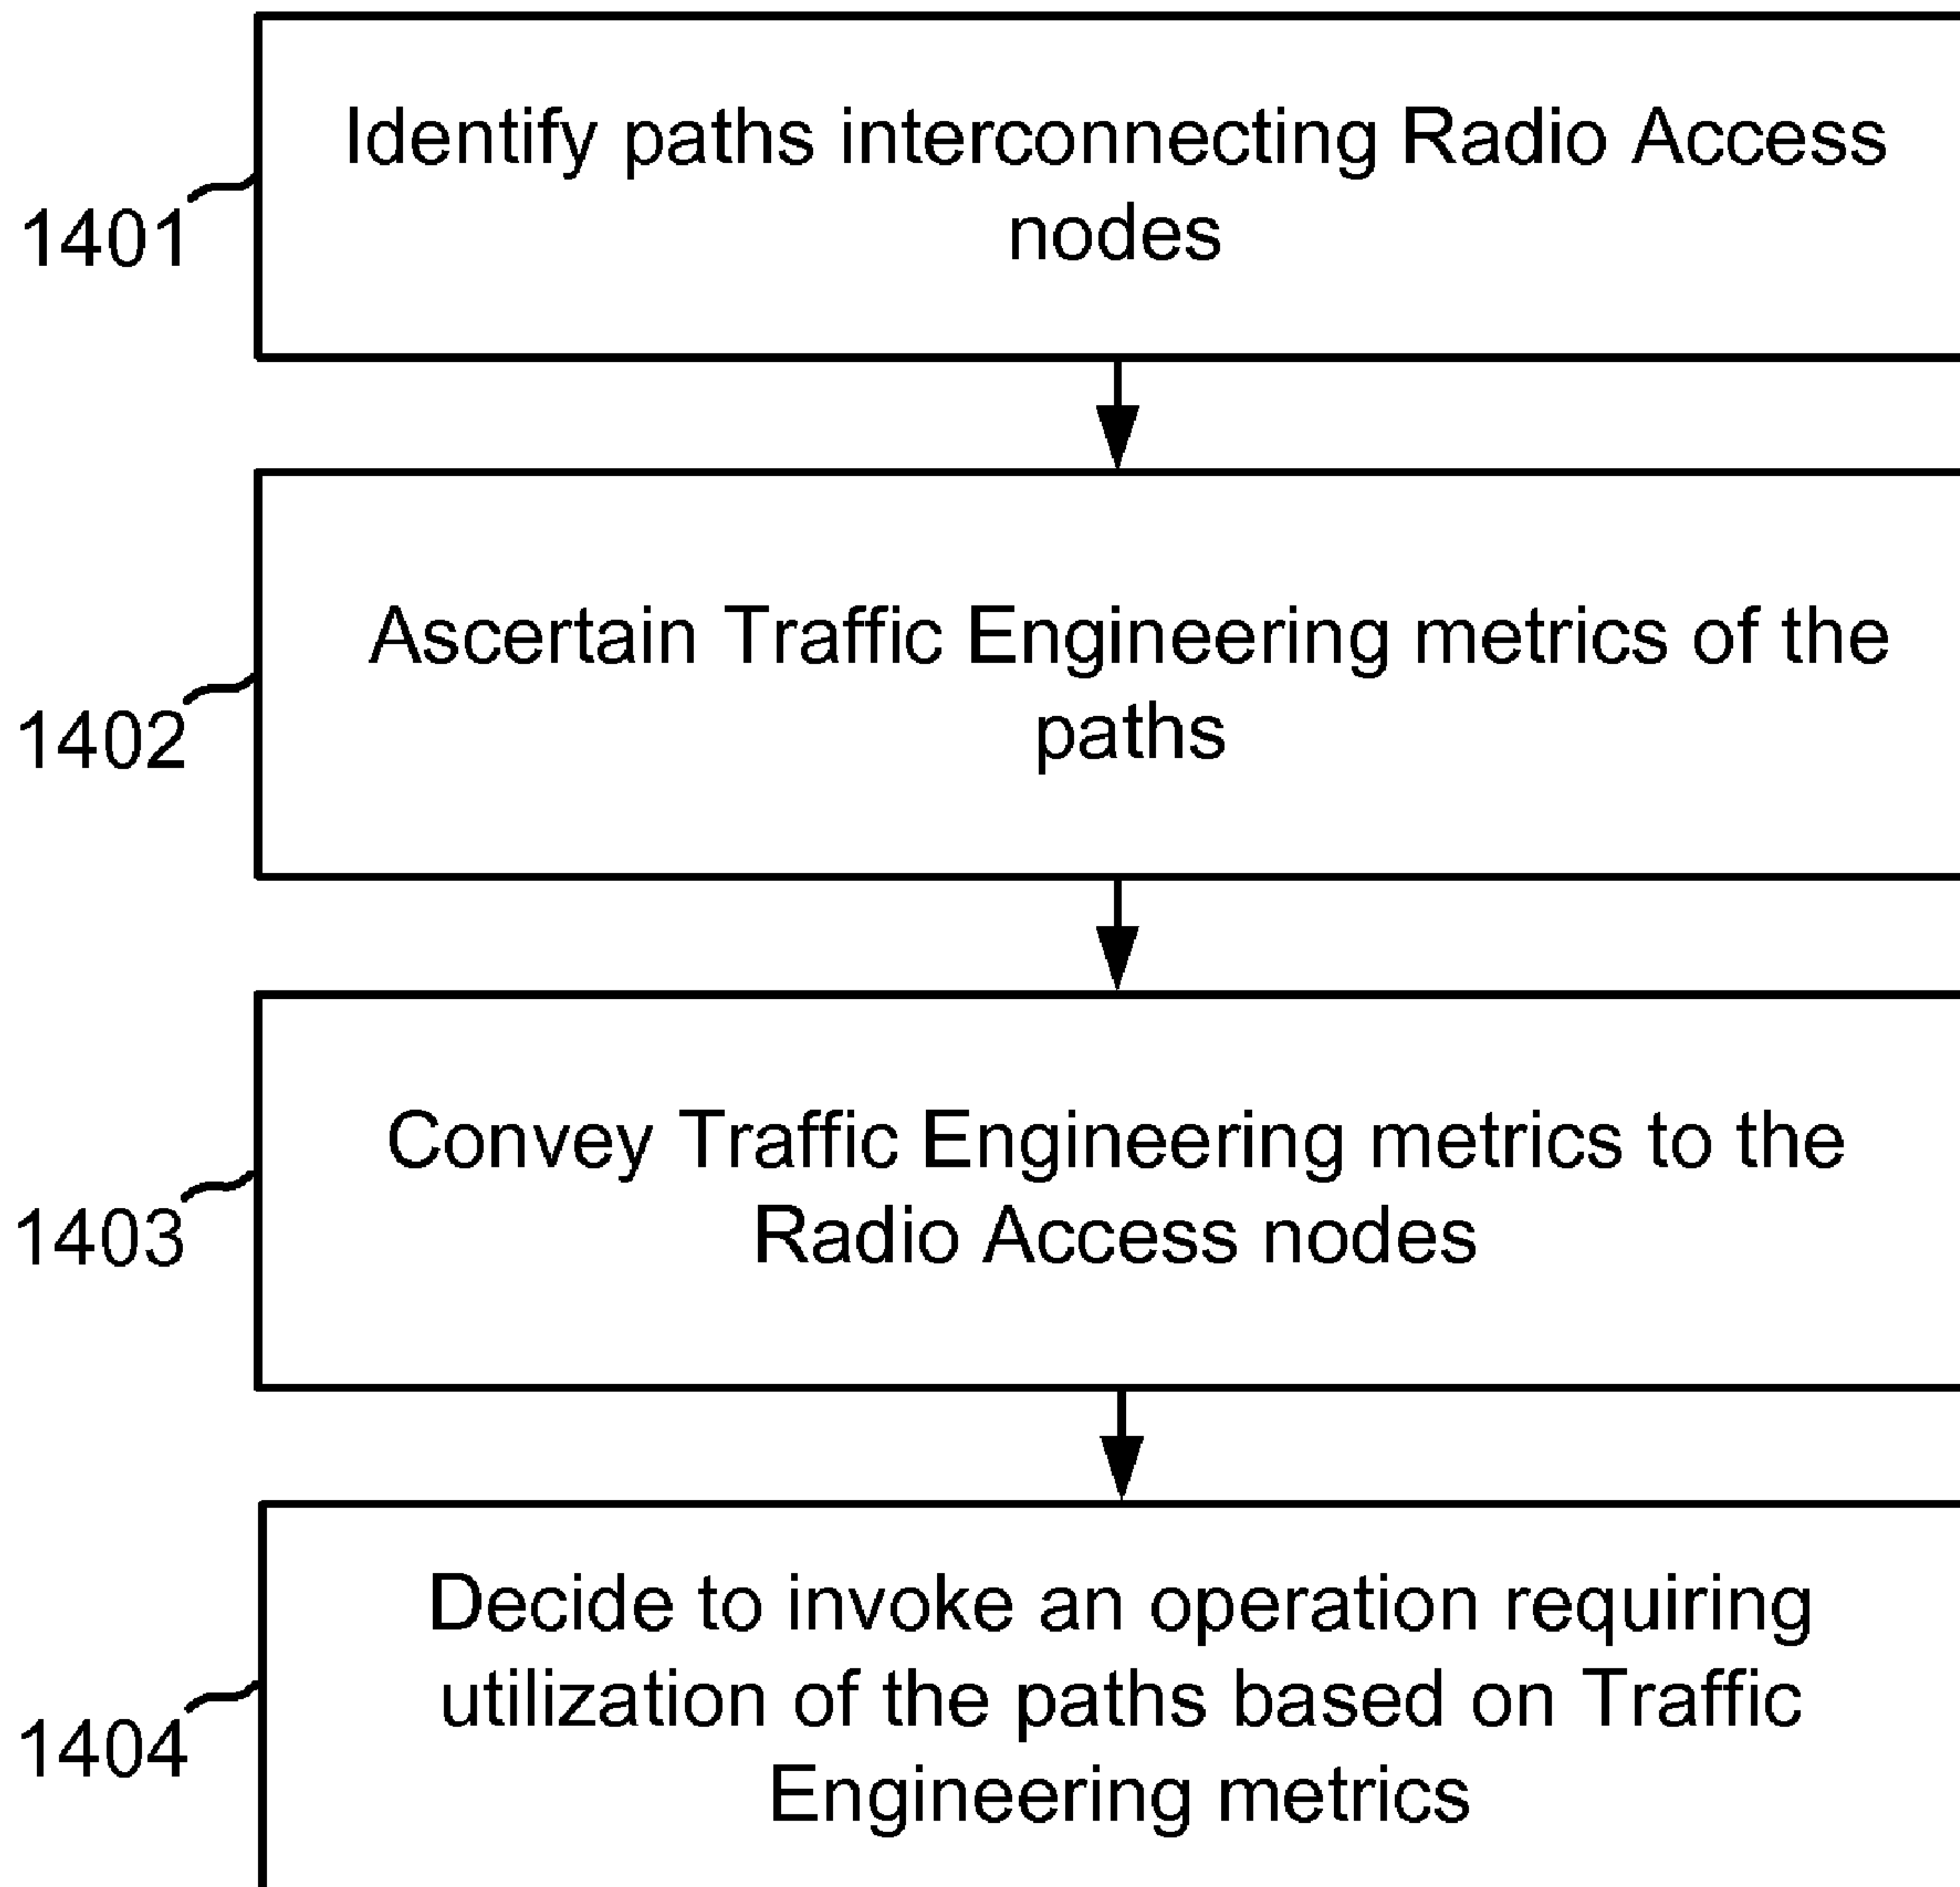 Identify paths interconnecting Radio Access
nodes
1401
Ascertain Traffic Engineering metrics of the
paths
1402
Convey Traffic Engineering metrics to the
Radio Access nodes
1403
Decide to invoke an operation requiring
utilization of the paths based on Traffic
Engineering metrics
1404